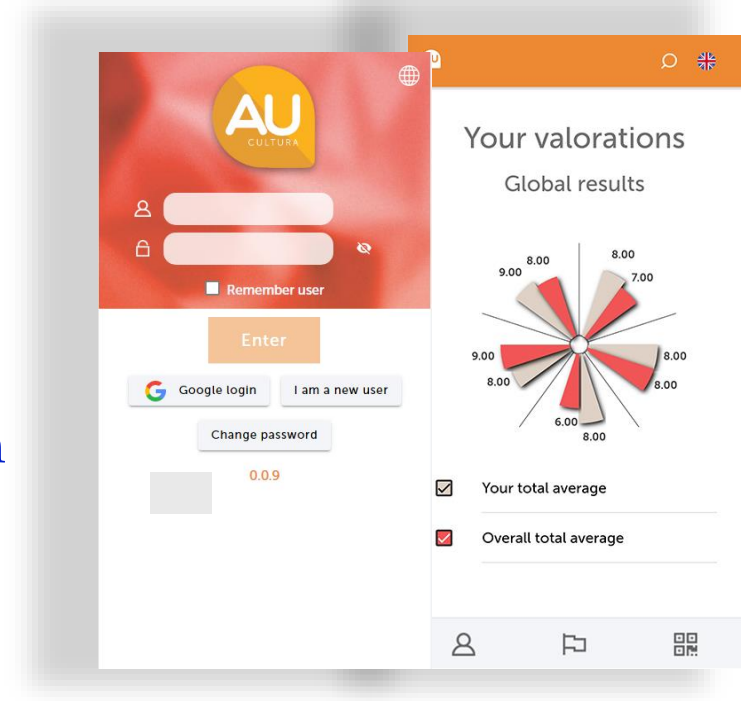 AU
CULTURA
Remember user
Enter
Google login
I am a new user
Change password
0.0.9
Your valorations
Global results
8.00
9.00
8.00
7.00
9.00
8.00
8.00
8.00
6.00
8.00
Your total average
Overall total average